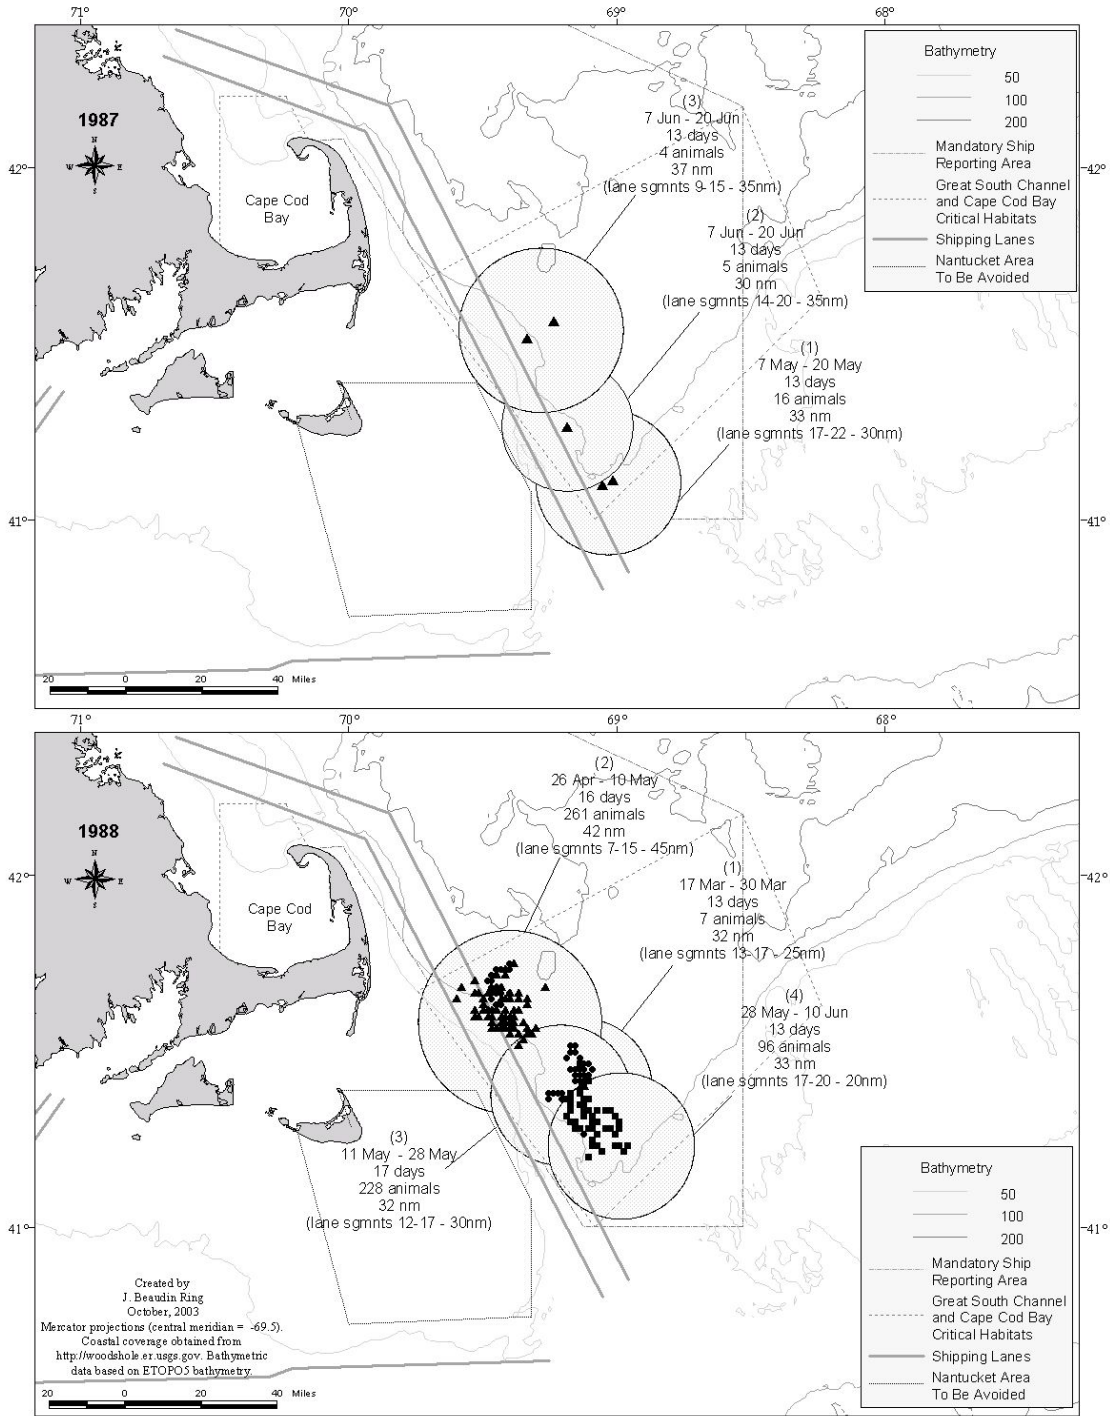 71°
70°
69°
68°
1987
N
W E
S
42°
42°
Cape Cod
Bay
(3)
7 Jun - 20 Jun
13 days
4 animals
37 nm
(lane sgmnts 9-15 - 35nm)
(2)
7 Jun - 20 Jun
13 days
5 animals
30 nm
(lane sgmnts 14-20 - 35nm)
(1)
7 May - 20 May
13 days
16 animals
33 nm
(lane sgmnts 17-22 - 30nm)
Bathymetry
50
100
200
Mandatory Ship
Reporting Area
Great South Channel
and Cape Cod Bay
Critical Habitats
Shipping Lanes
Nantucket Area
To Be Avoided
41°
41°
20 0 20 40 Miles
71°
70°
69°
68°
1988
N
W E
S
42°
42°
Cape Cod
Bay
(2)
26 Apr - 10 May
16 days
261 animals
42 nm
(lane sgmnts 7-15 - 45nm)
(1)
17 Mar - 30 Mar
13 days
7 animals
32 nm
(lane sgmnts 13-17 - 25nm)
(4)
28 May - 10 Jun
13 days
96 animals
33 nm
(lane sgmnts 17-20 - 20nm)
(3)
11 May - 28 May
17 days
228 animals
32 nm
(lane sgmnts 12-17 - 30nm)
41°
41°
Bathymetry
50
100
200
Mandatory Ship
Reporting Area
Great South Channel
and Cape Cod Bay
Critical Habitats
Shipping Lanes
Nantucket Area
To Be Avoided
Created by
J. Beaudin Ring
October, 2003
Mercator projections (central meridian = -69.5).
Coastal coverage obtained from
http://woodshole.er.usgs.gov. Bathymetric
data based on ETOPO5 bathymetry.
20 0 20 40 Miles